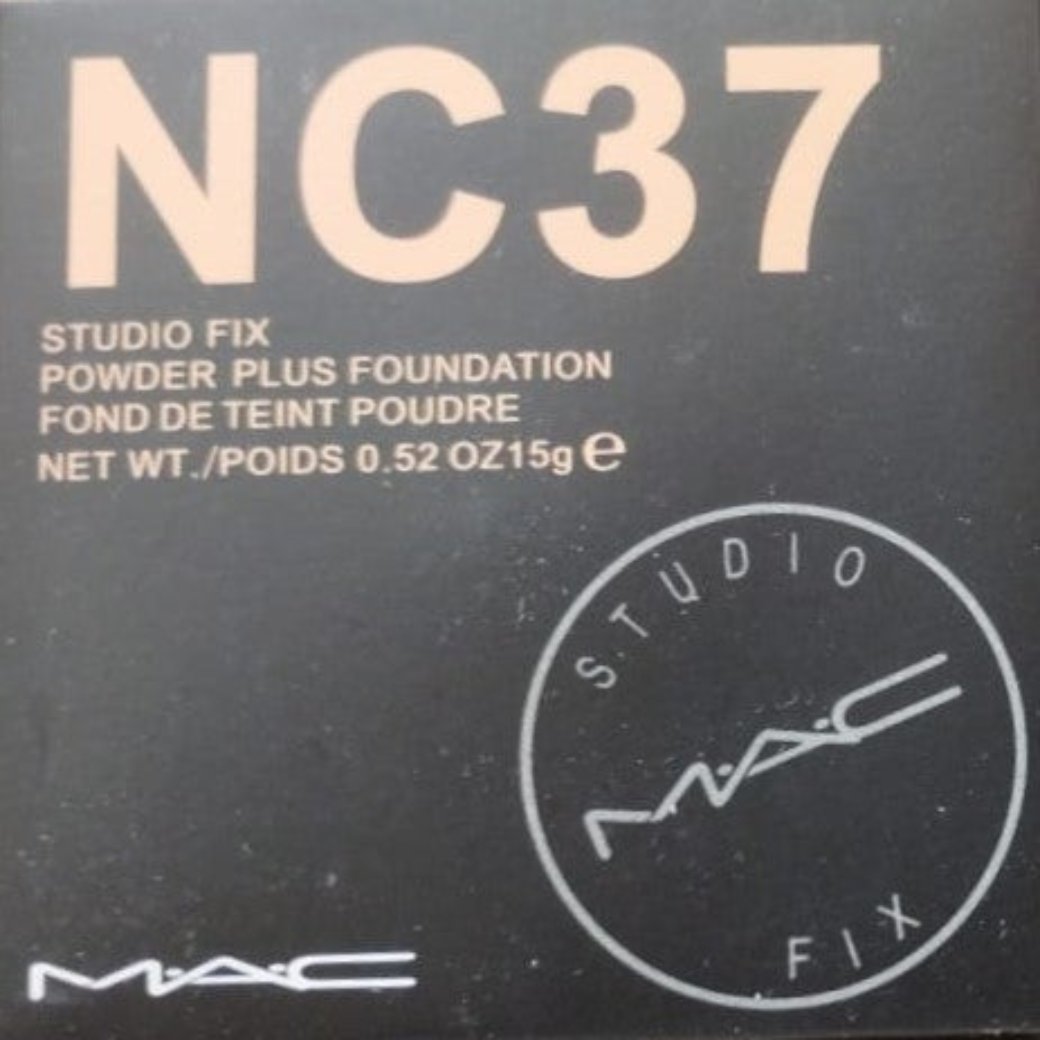 NC37
STUDIO FIX
POWDER PLUS FOUNDATION
FOND DE TEINT POUDRE
NET WT./POIDS 0.52 OZ15g e
STUDIO
M·A·C
FIX
M·A·C